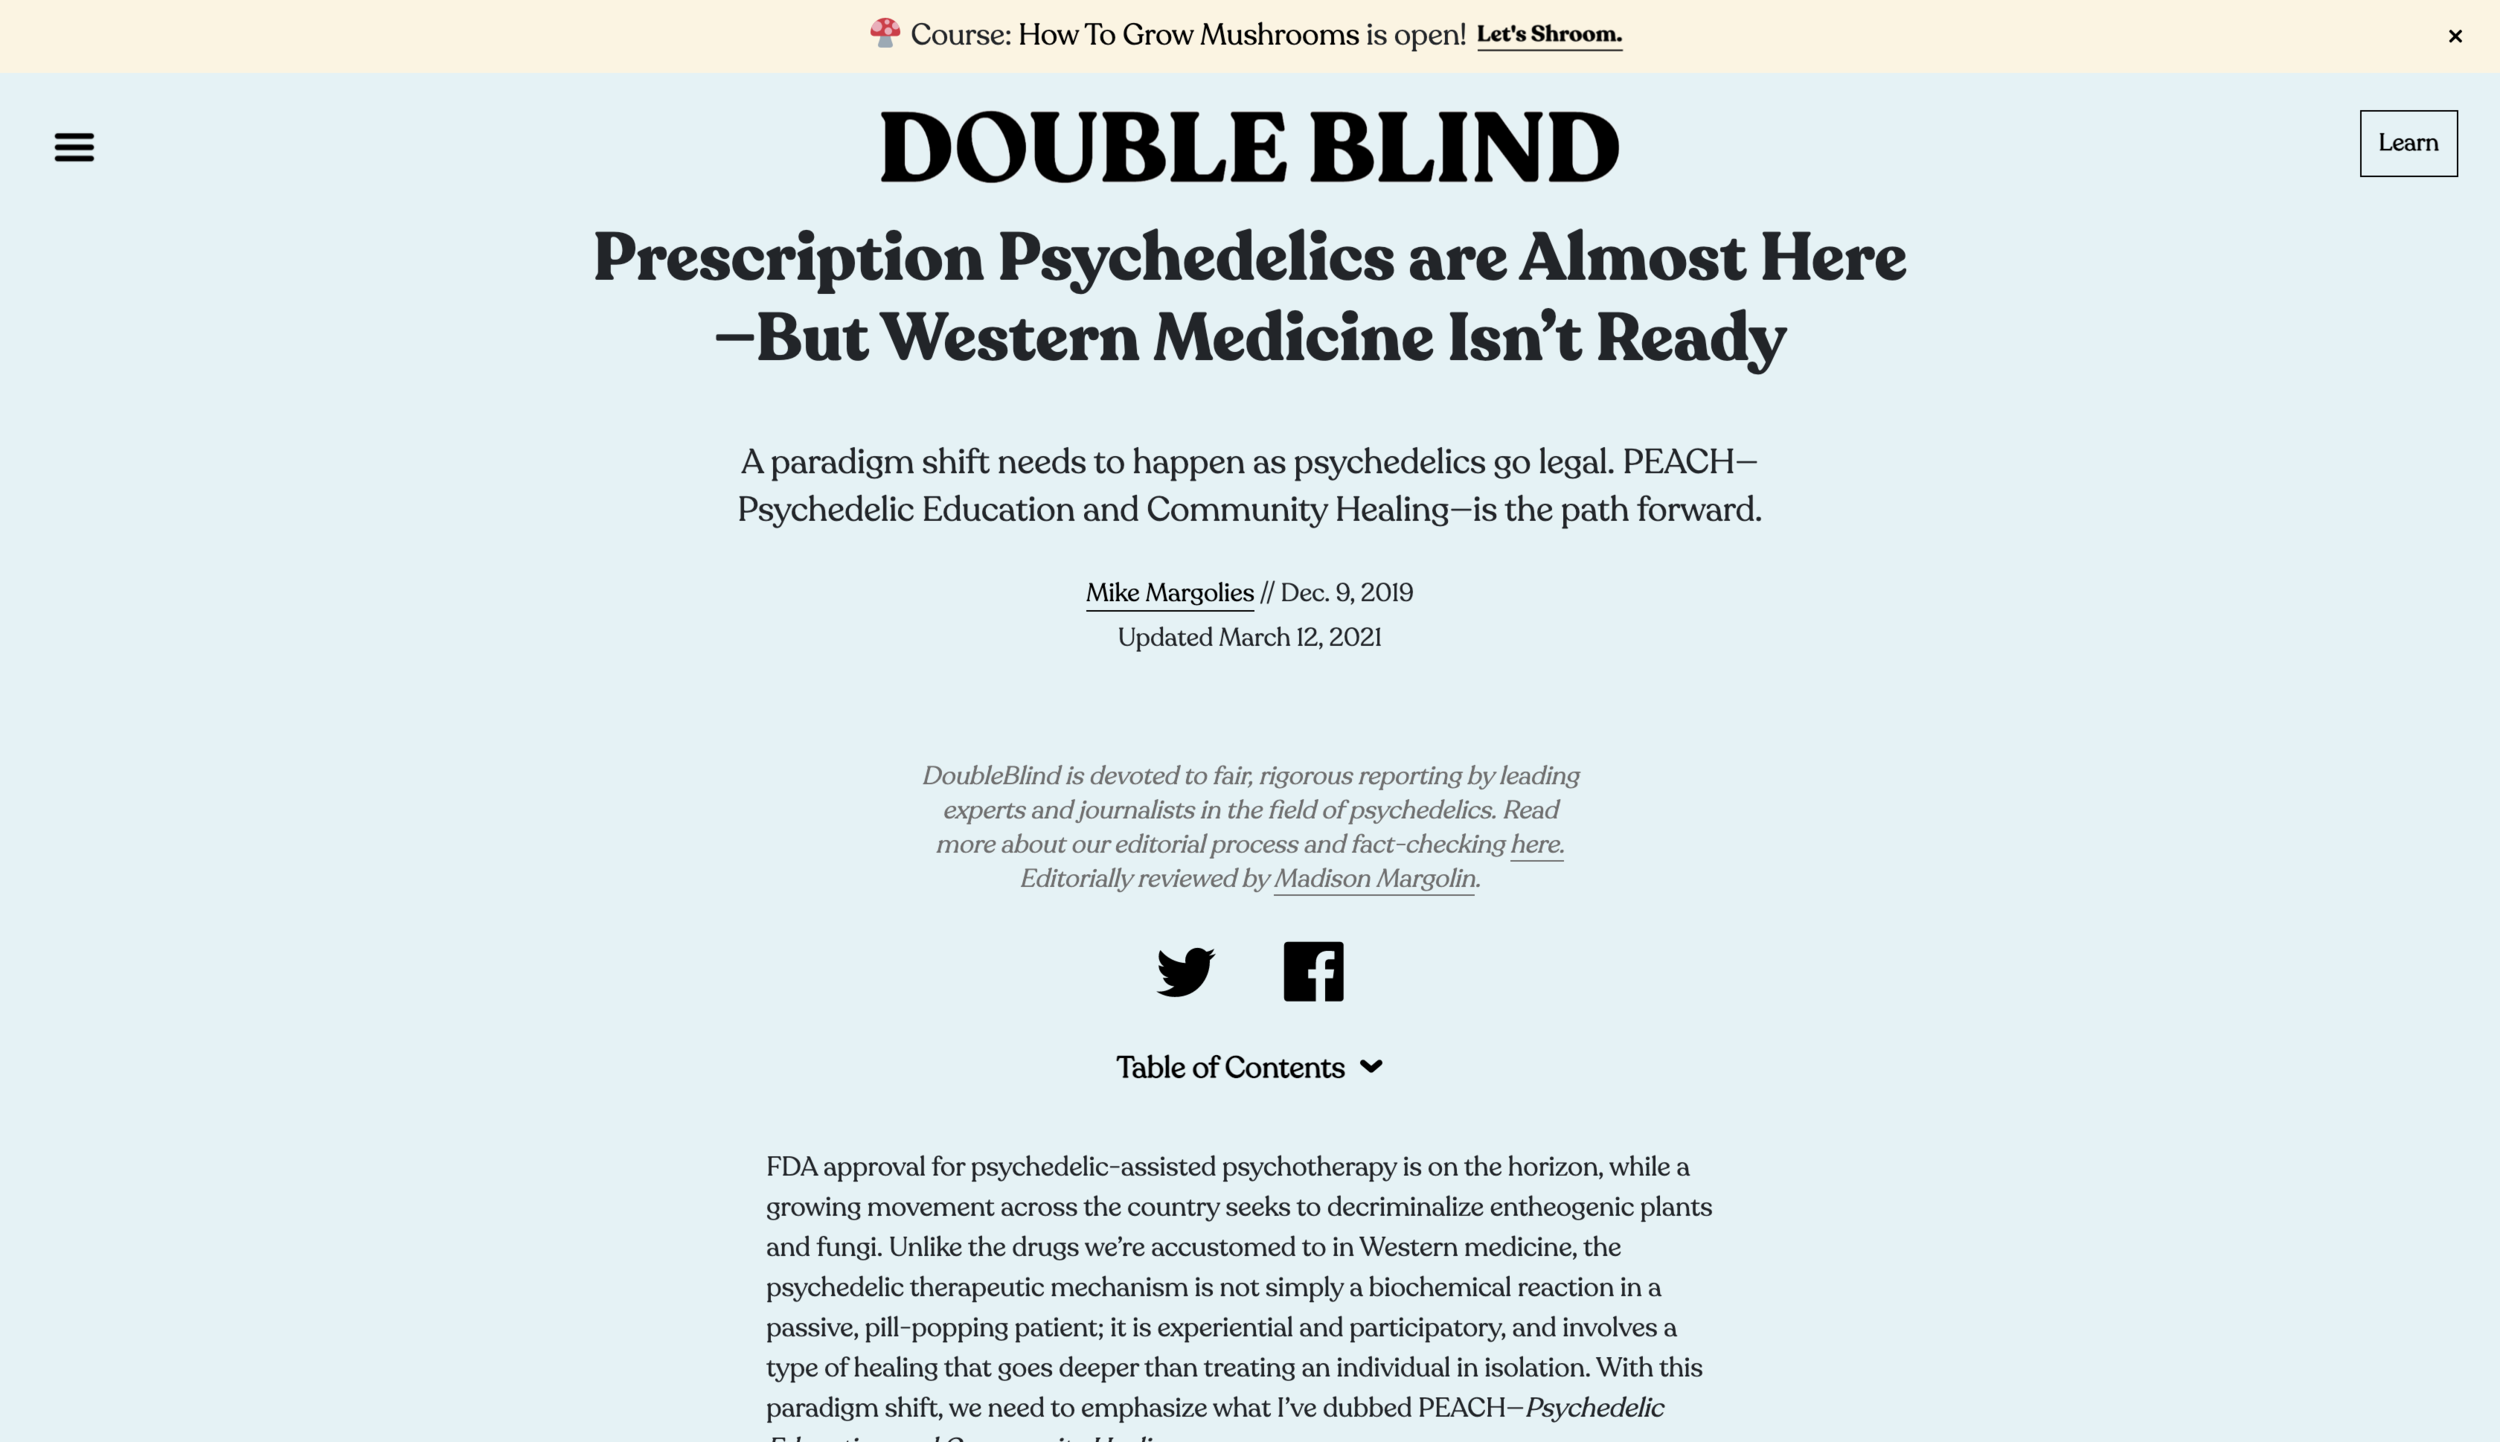 Course: How To Grow Mushrooms is open! Let's Shroom.
×
DOUBLE BLIND
Learn
Prescription Psychedelics are Almost Here
—But Western Medicine Isn’t Ready
A paradigm shift needs to happen as psychedelics go legal. PEACH—
Psychedelic Education and Community Healing—is the path forward.
Mike Margolies // Dec. 9, 2019
Updated March 12, 2021
DoubleBlind is devoted to fair, rigorous reporting by leading
experts and journalists in the field of psychedelics. Read
more about our editorial process and fact-checking here.
Editorially reviewed by Madison Margolin.
Table of Contents
FDA approval for psychedelic-assisted psychotherapy is on the horizon, while a
growing movement across the country seeks to decriminalize entheogenic plants
and fungi. Unlike the drugs we’re accustomed to in Western medicine, the
psychedelic therapeutic mechanism is not simply a biochemical reaction in a
passive, pill-popping patient; it is experiential and participatory, and involves a
type of healing that goes deeper than treating an individual in isolation. With this
paradigm shift, we need to emphasize what I’ve dubbed PEACH—Psychedelic